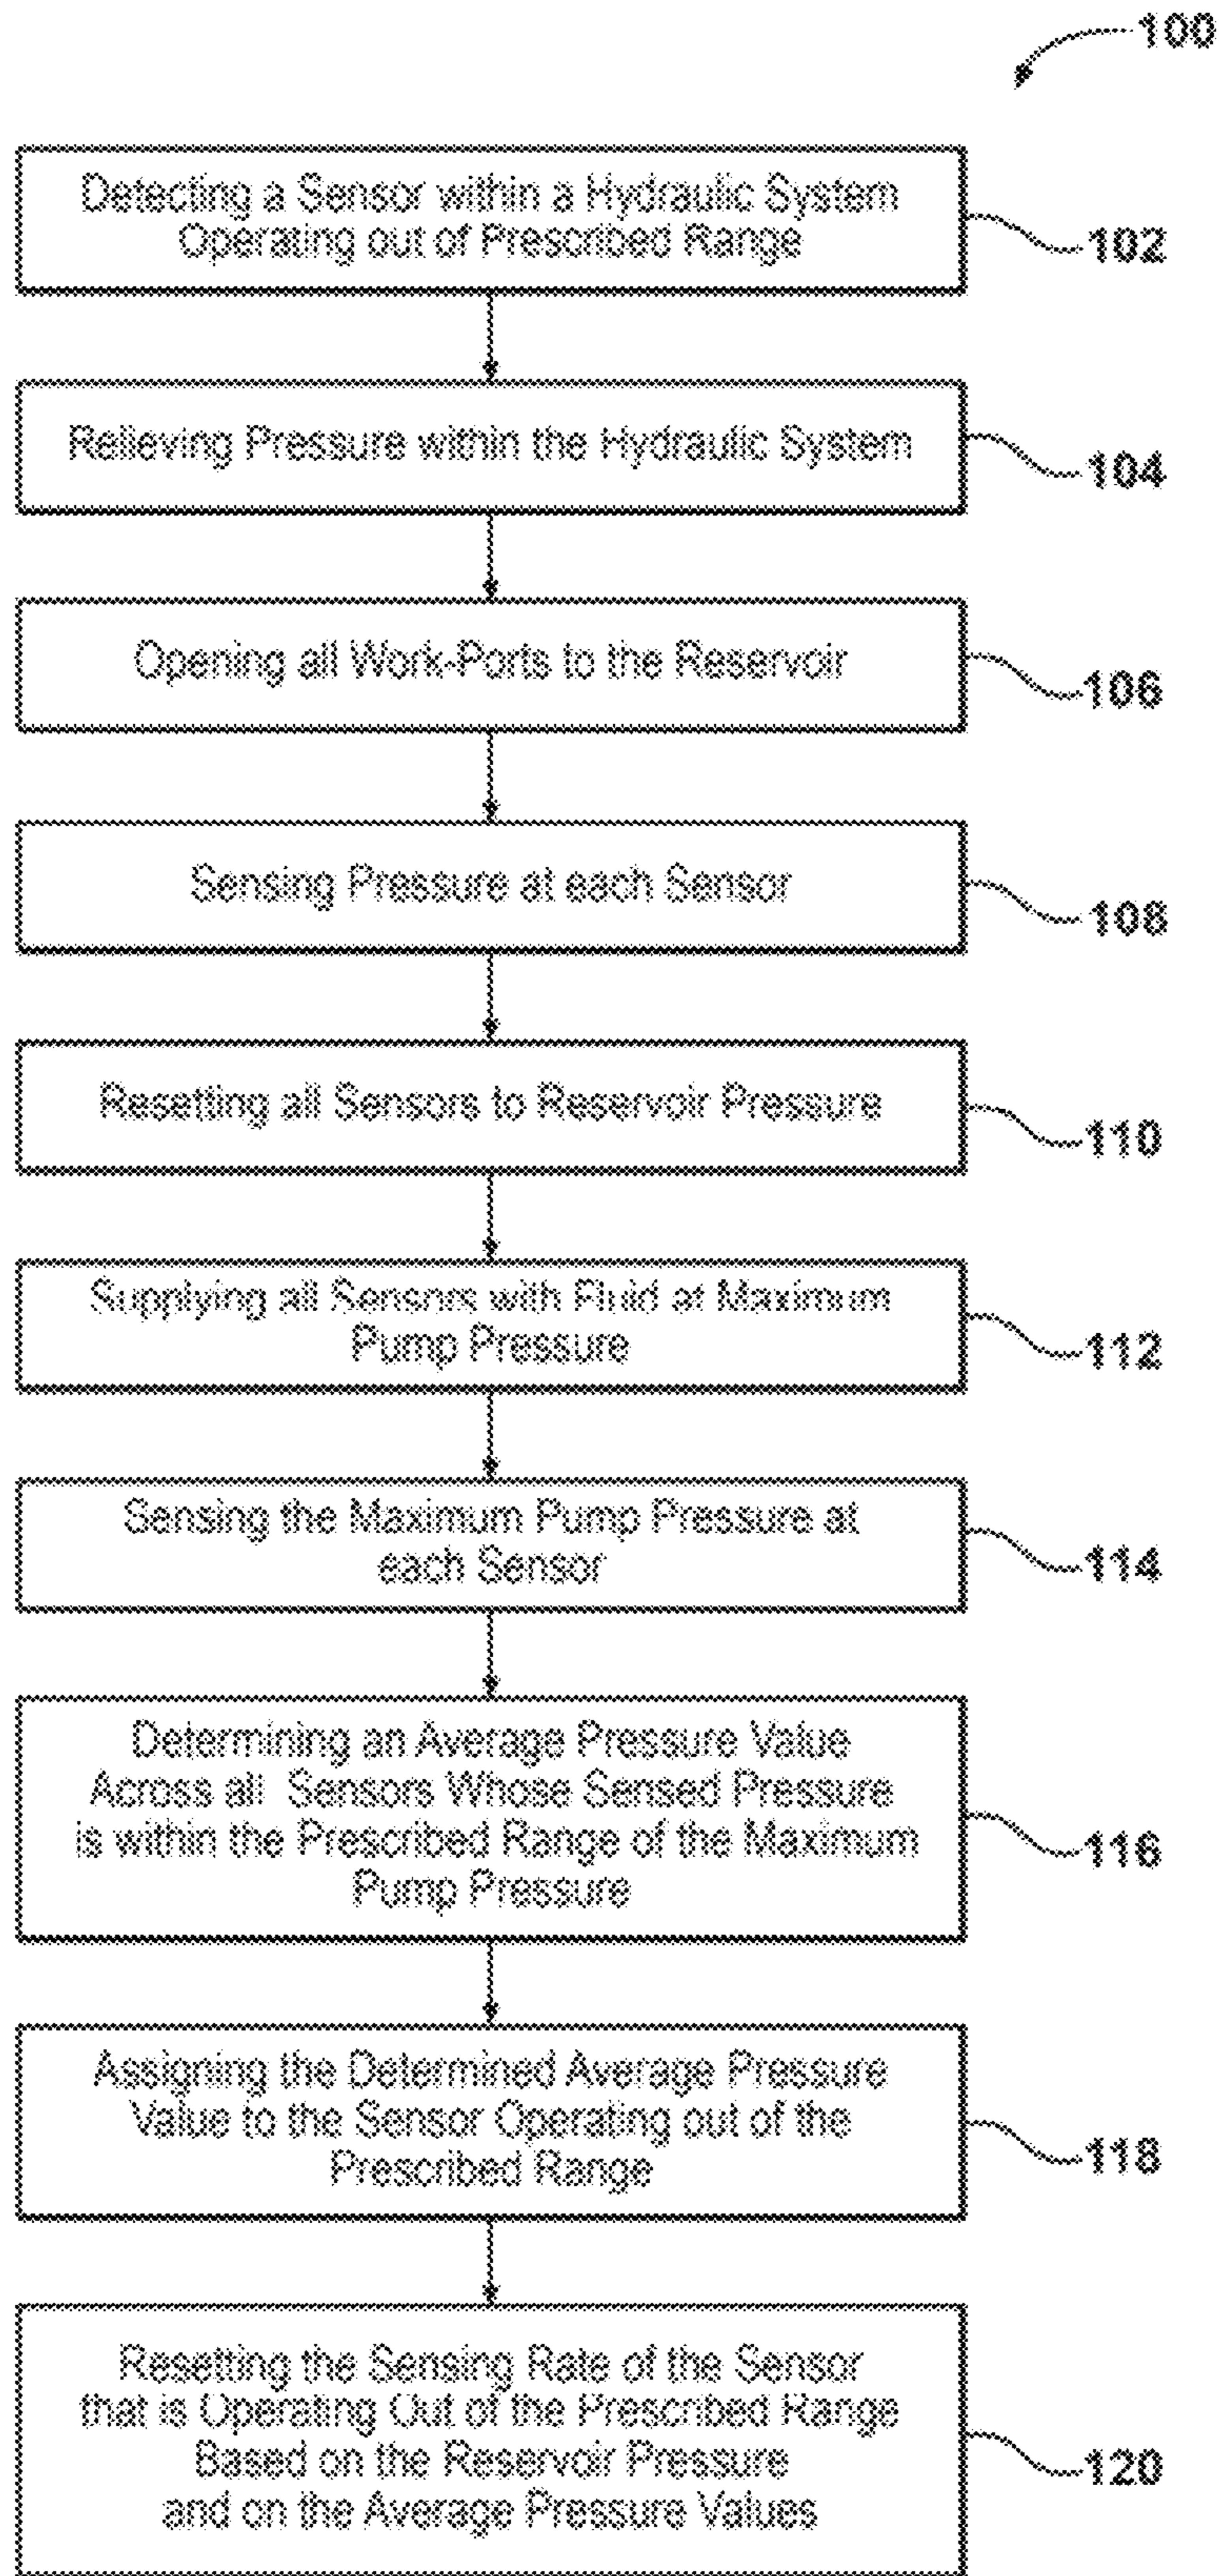 100
Detecting a Sensor within a Hydraulic System
Operating out of Prescribed Range
102
Relieving Pressure within the Hydraulic System
104
Opening all Work-Ports to the Reservoir
106
Sensing Pressure at each Sensor
108
Resetting all Sensors to Reservoir Pressure
110
Supplying all Sensors with Fluid at Maximum
Pump Pressure
112
Sensing the Maximum Pump Pressure at
each Sensor
114
Determining an Average Pressure Value
Across all Sensors Whose Sensed Pressure
is within the Prescribed Range of the Maximum
Pump Pressure
116
Assigning the Determined Average Pressure
Value to the Sensor Operating out of the
Prescribed Range
118
Resetting the Sensing Rate of the Sensor
that is Operating Out of the Prescribed Range
Based on the Reservoir Pressure
and on the Average Pressure Values
120